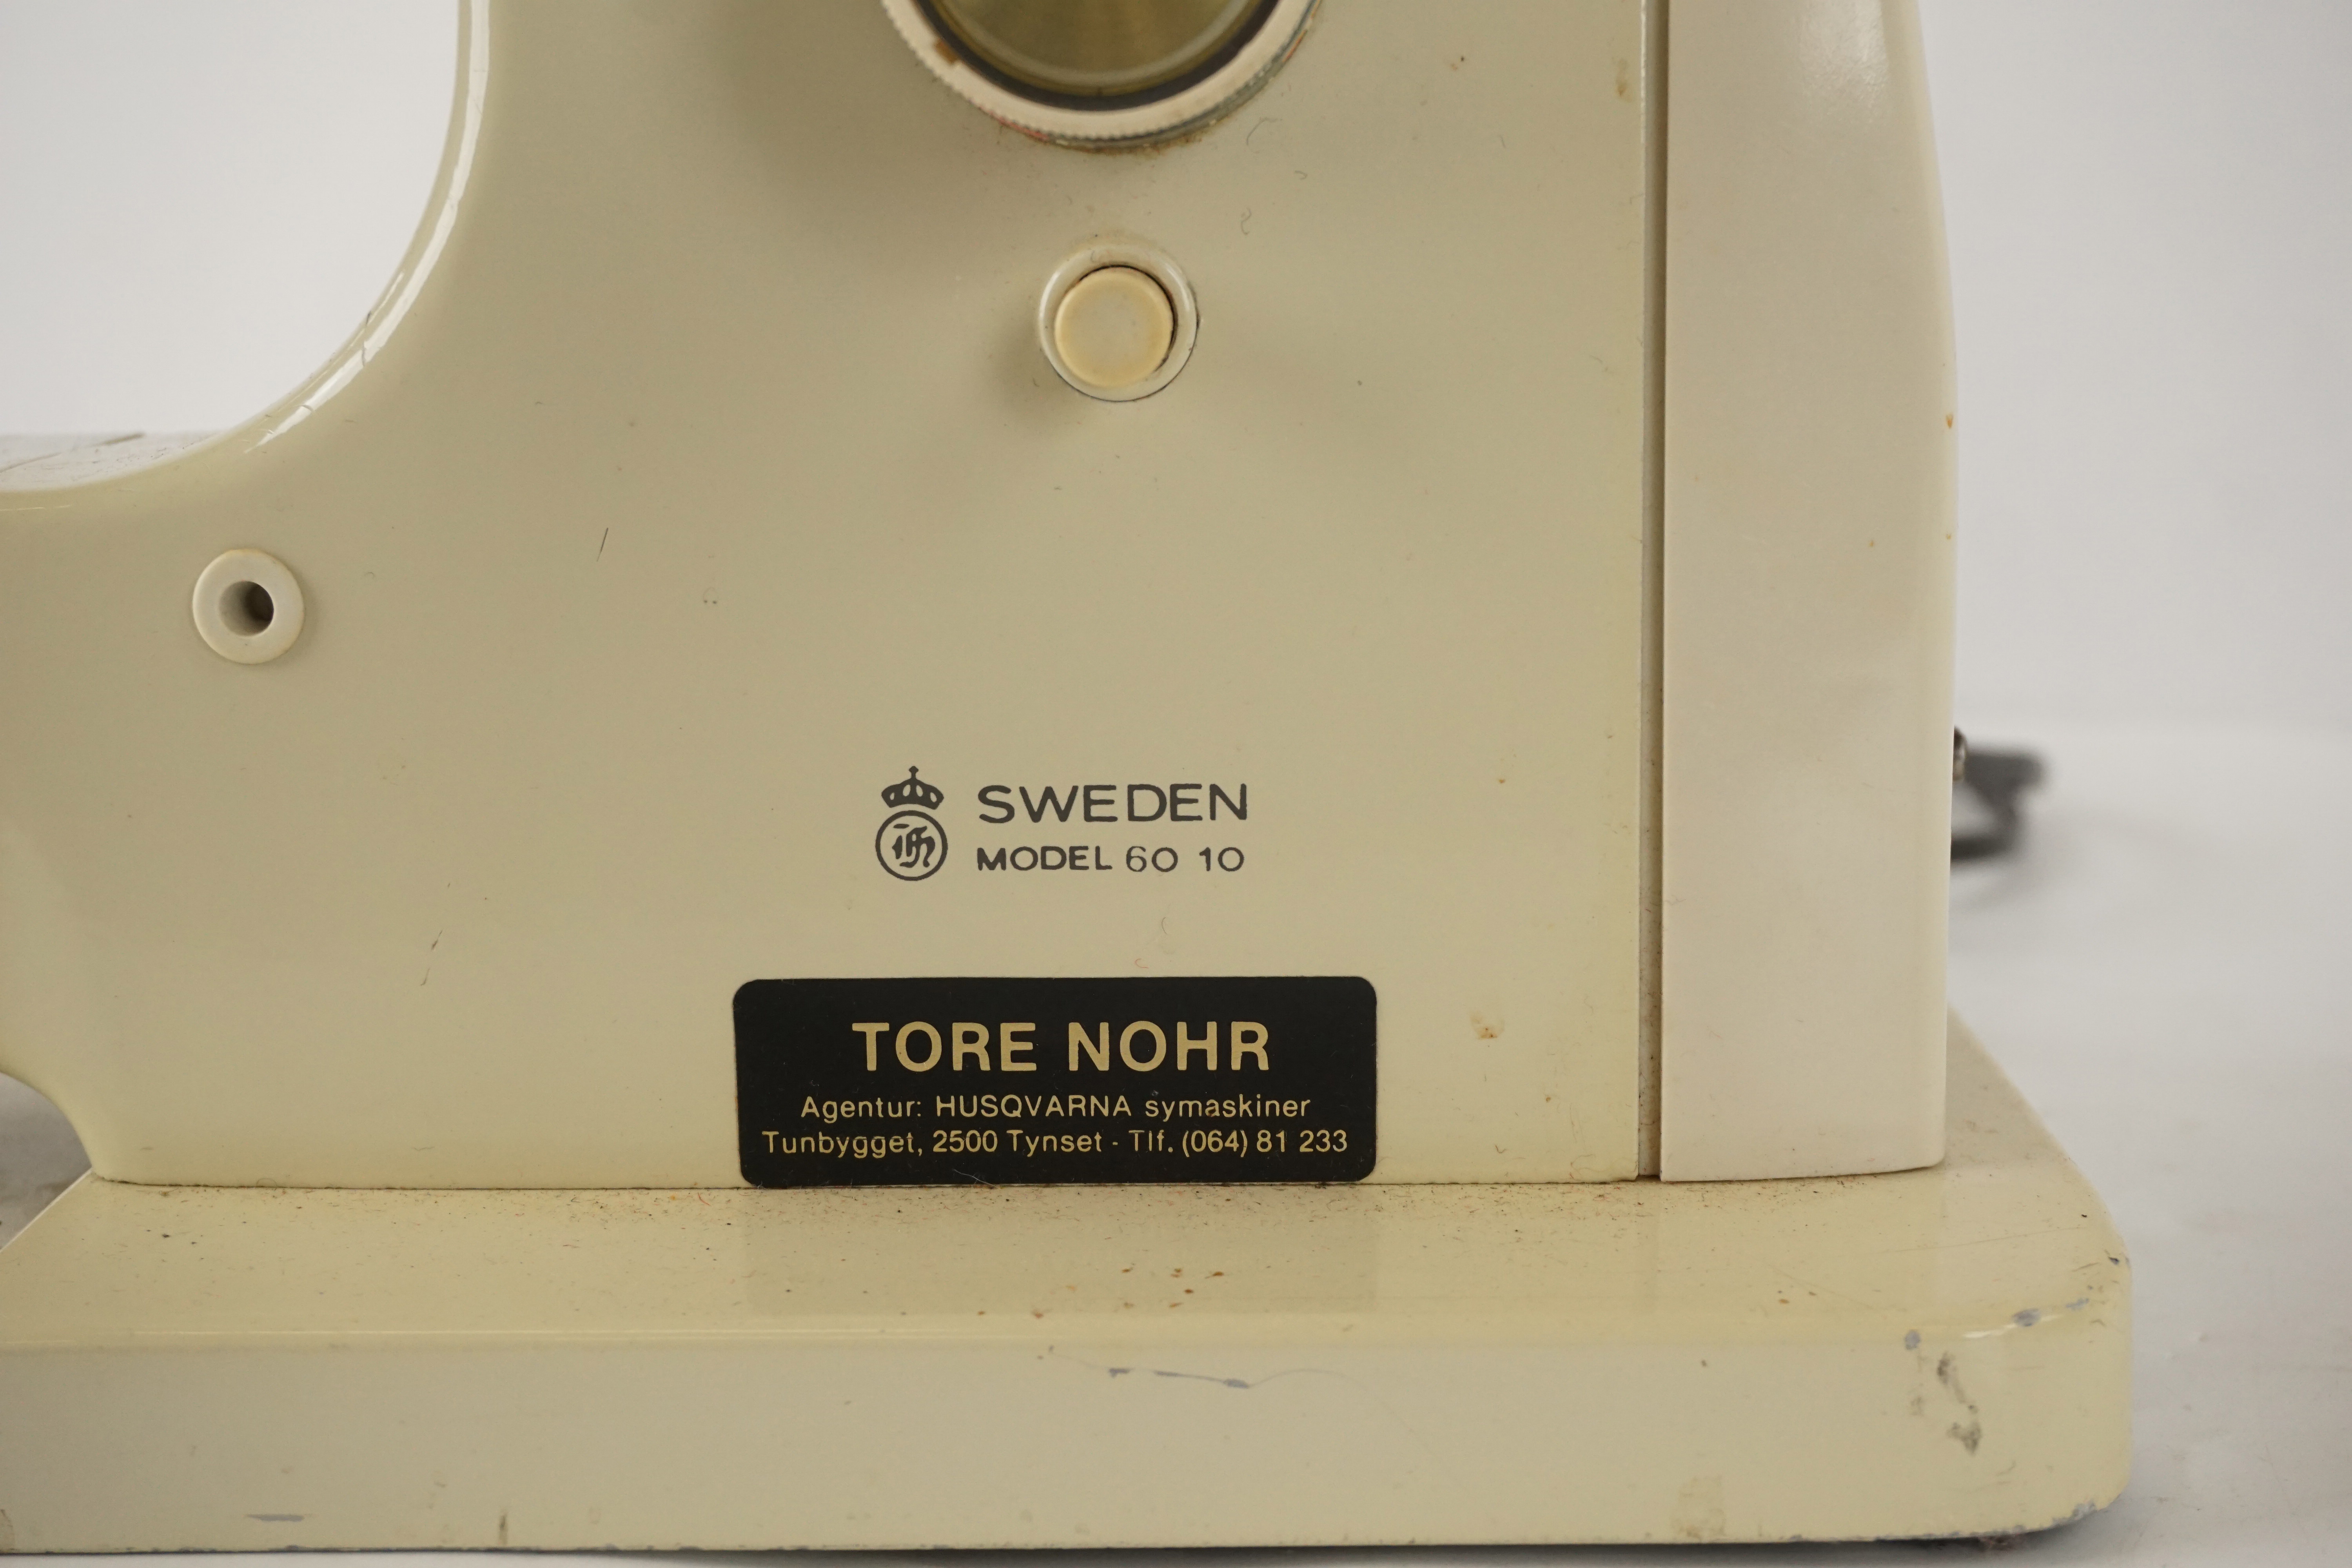 SWEDEN
MODEL 60 10
TORE NOHR
Agentur: HUSQVARNA symaskiner
Tunbygget, 2500 Tynset - Tlf. (064) 81 233